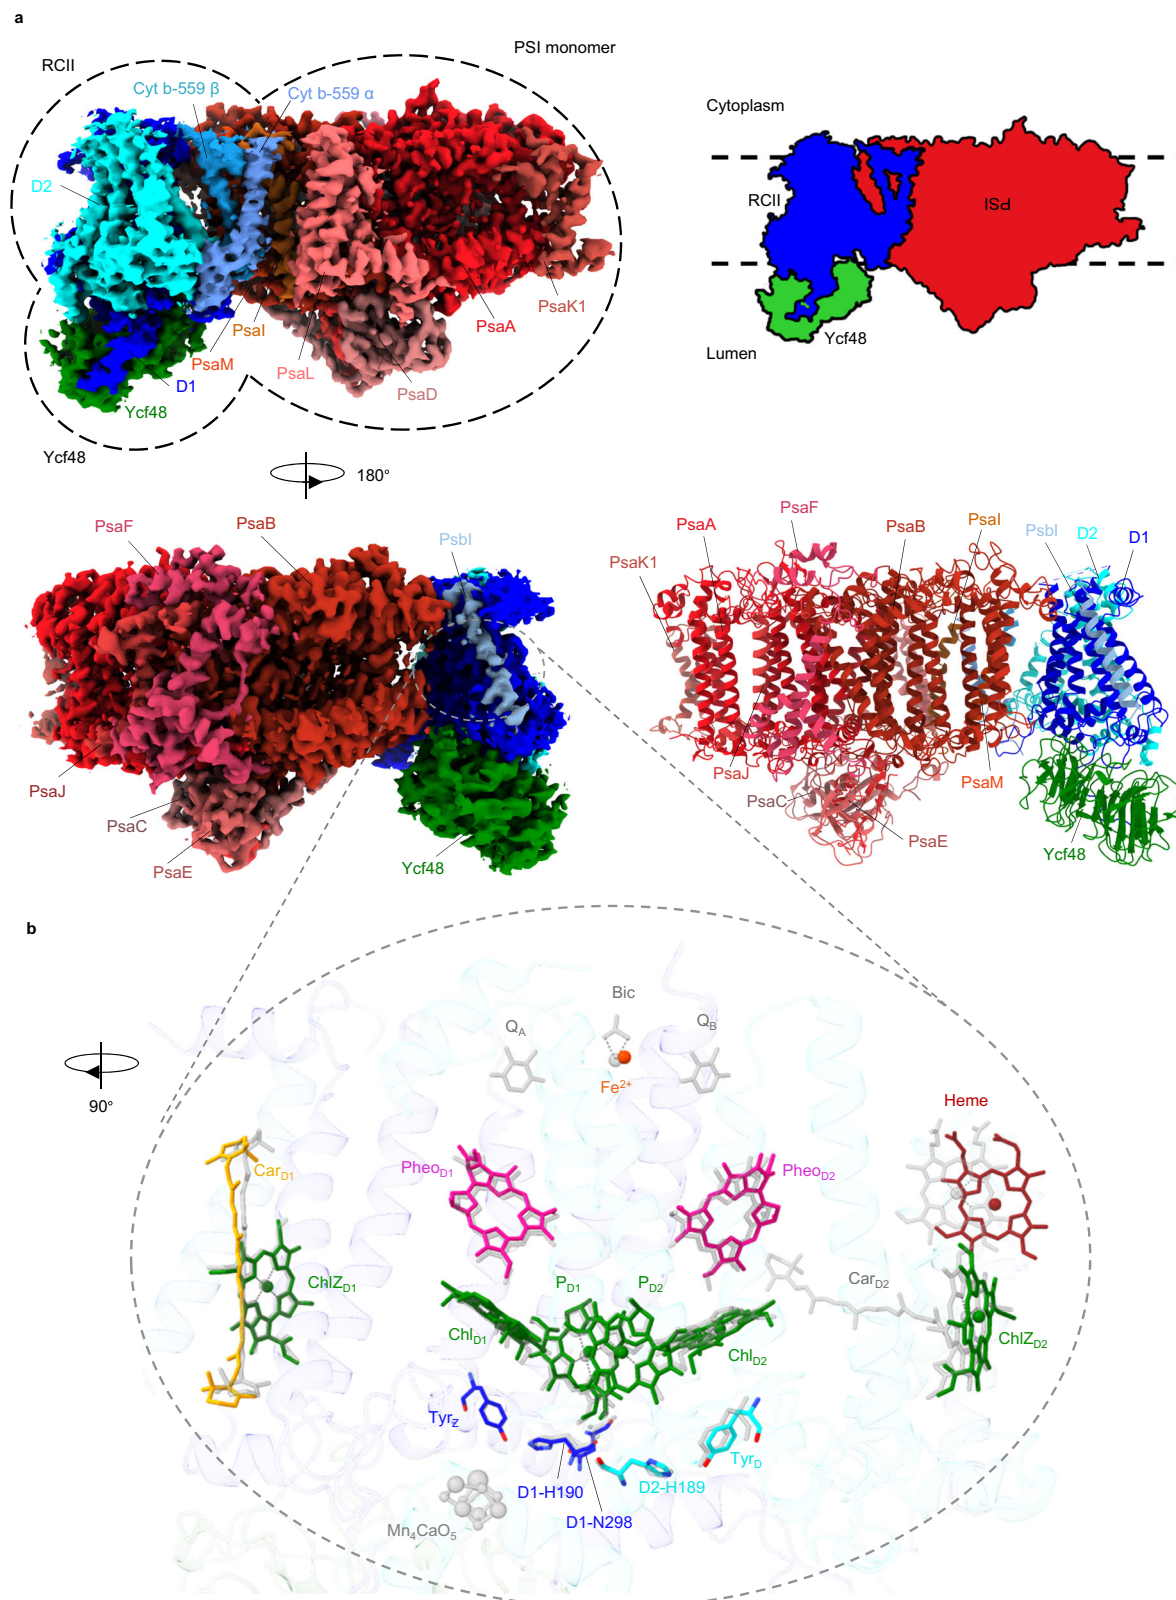 a
PSI monomer
RCII
Cyt b-559 β
Cyt b-559 α
D2
PsaI
PsaM
D1
Ycf48
PsaL
PsaD
PsaA
PsaK1
Ycf48
Cytoplasm
RCII
PSI
Ycf48
Lumen
180°
PsaF
PsaB
PsbI
PsaJ
PsaC
PsaE
Ycf48
PsaK1
PsaA
PsaF
PsaB
PsaI
PsbI
D2
D1
PsaJ
PsaC
PsaE
PsaM
Ycf48
b
90°
Bic
QA
QB
Fe2+
Heme
CarD1
PheoD1
PheoD2
ChlZD1
PD1
PD2
CarD2
ChlD1
ChlD2
ChlZD2
TyrZ
TyrD
D1-H190
D2-H189
D1-N298
Mn4CaO5